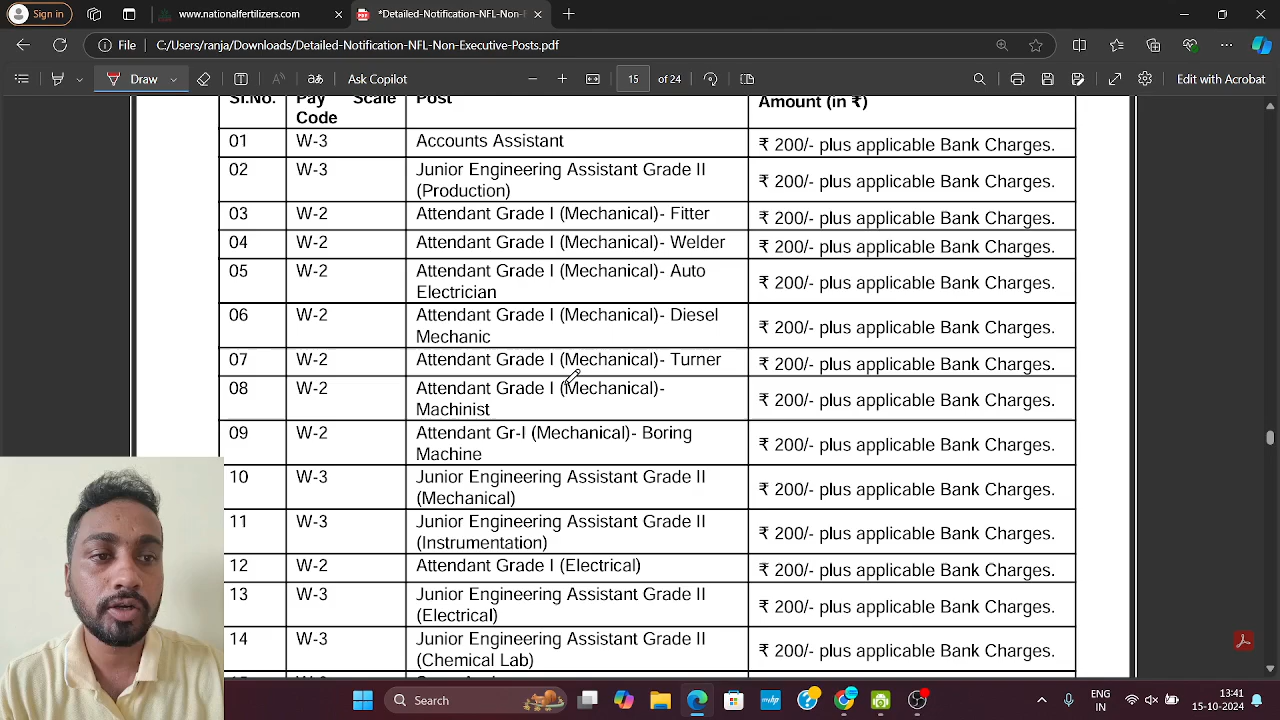 Sign in
www.nationalfertilizers.com
*Detailed-Notification-NFL-Non-
File
C:/Users/ranja/Downloads/Detailed-Notification-NFL-Non-Executive-Posts.pdf
Draw
Ask Copilot
15
of 24
Edit with Acrobat
Sl.No.
Pay Scale
Code
Post
Amount (in ₹)
01 W-3 Accounts Assistant ₹ 200/- plus applicable Bank Charges.
02 W-3 Junior Engineering Assistant Grade II
(Production)
₹ 200/- plus applicable Bank Charges.
03 W-2 Attendant Grade I (Mechanical)- Fitter ₹ 200/- plus applicable Bank Charges.
04 W-2 Attendant Grade I (Mechanical)- Welder ₹ 200/- plus applicable Bank Charges.
05 W-2 Attendant Grade I (Mechanical)- Auto
Electrician
₹ 200/- plus applicable Bank Charges.
06 W-2 Attendant Grade I (Mechanical)- Diesel
Mechanic
₹ 200/- plus applicable Bank Charges.
07 W-2 Attendant Grade I (Mechanical)- Turner ₹ 200/- plus applicable Bank Charges.
08 W-2 Attendant Grade I (Mechanical)-
Machinist
₹ 200/- plus applicable Bank Charges.
09 W-2 Attendant Gr-I (Mechanical)- Boring
Machine
₹ 200/- plus applicable Bank Charges.
10 W-3 Junior Engineering Assistant Grade II
(Mechanical)
₹ 200/- plus applicable Bank Charges.
11 W-3 Junior Engineering Assistant Grade II
(Instrumentation)
₹ 200/- plus applicable Bank Charges.
12 W-2 Attendant Grade I (Electrical) ₹ 200/- plus applicable Bank Charges.
13 W-3 Junior Engineering Assistant Grade II
(Electrical)
₹ 200/- plus applicable Bank Charges.
14 W-3 Junior Engineering Assistant Grade II
(Chemical Lab)
₹ 200/- plus applicable Bank Charges.
Search
ENG
IN
13:41
15-10-2024